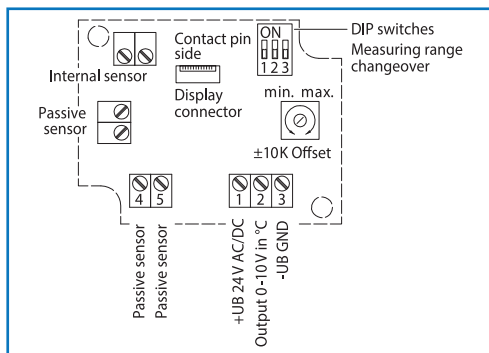 ON
1 2 3
DIP switches
Measuring range
changeover
Contact pin
side
Internal sensor
Display
connector
Passive
sensor
min. max.
±10K Offset
4 5
1 2 3
Passive sensor
Passive sensor
+UB 24 V AC/DC
Output 0-10 V in °C
-UB GND